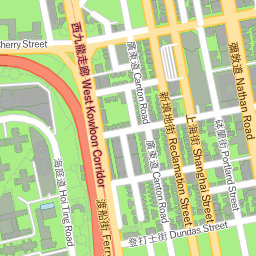 herry Street
西九龍走廊 West Kowloon Corridor
廣東道 Canton Road
新填地街 Reclamation Street
上海街 Shanghai Street
彌敦道 Nathan Road
砵蘭街 Portland Street
廣東道 Canton Road
海庭道 Hoi Ting Road
渡船街 Ferry
登打士街 Dundas Street